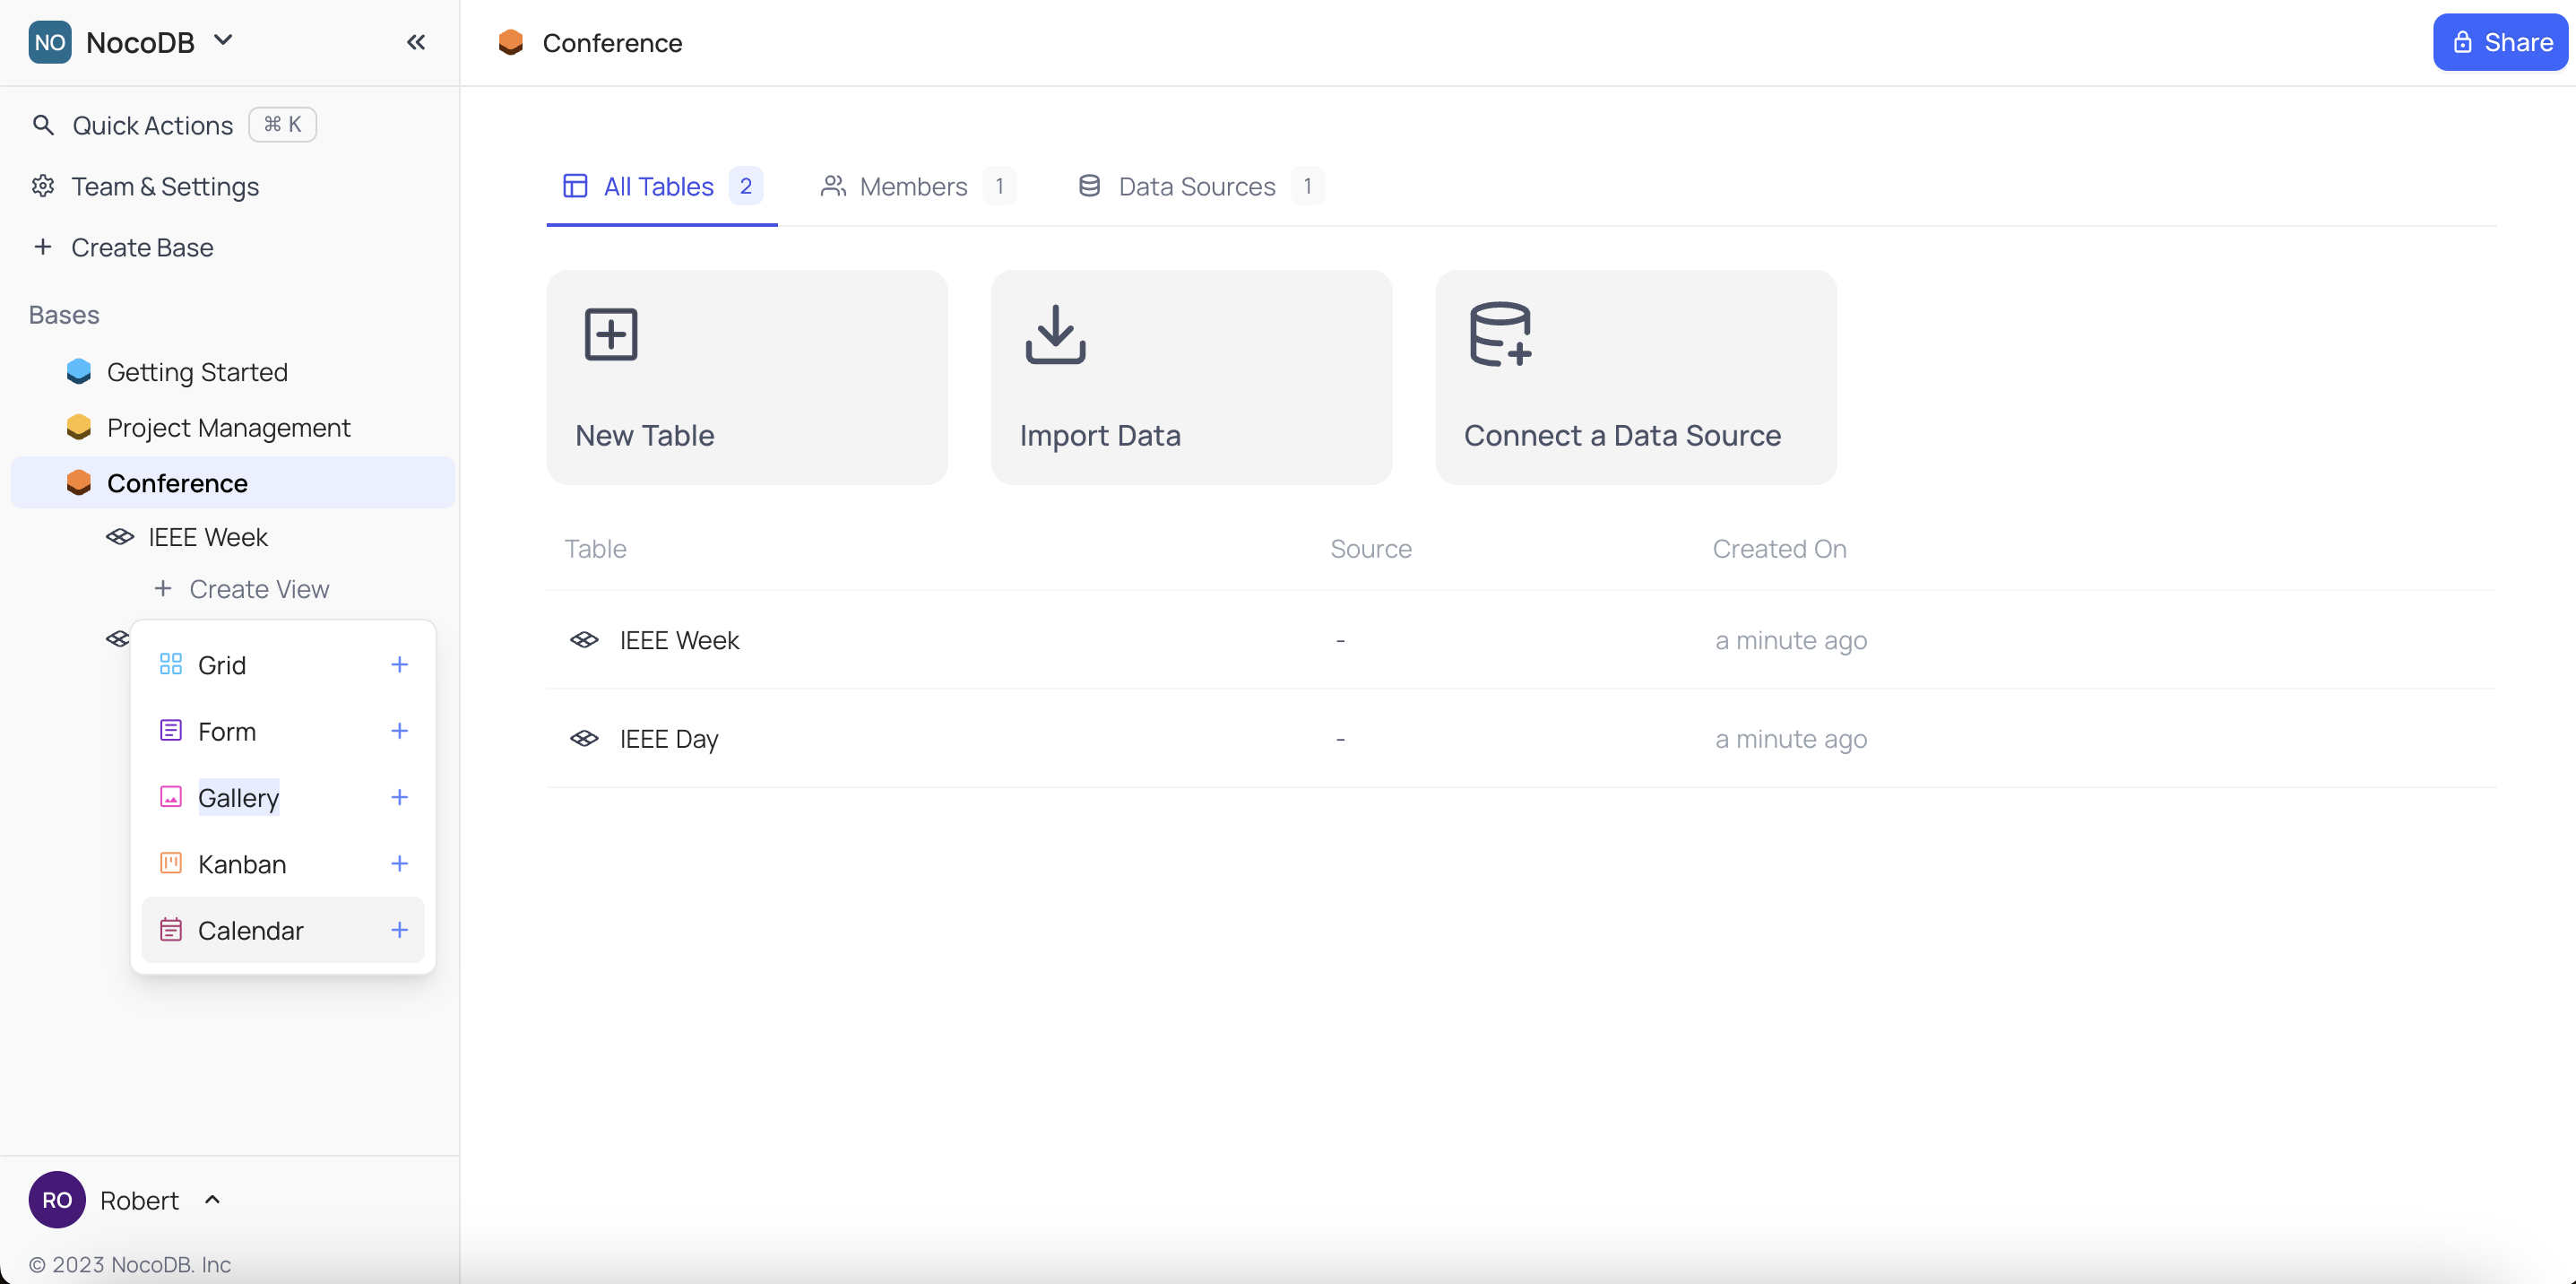 NO NocoDB
Quick Actions ⌘ K
Team & Settings
+ Create Base
Bases
Getting Started
Project Management
Conference
IEEE Week
+ Create View
Grid +
Form +
Gallery +
Kanban +
Calendar +
RO Robert
© 2023 NocoDB. Inc
Conference
Share
All Tables 2 Members 1 Data Sources 1
New Table Import Data Connect a Data Source
Table Source Created On
IEEE Week - a minute ago
IEEE Day - a minute ago